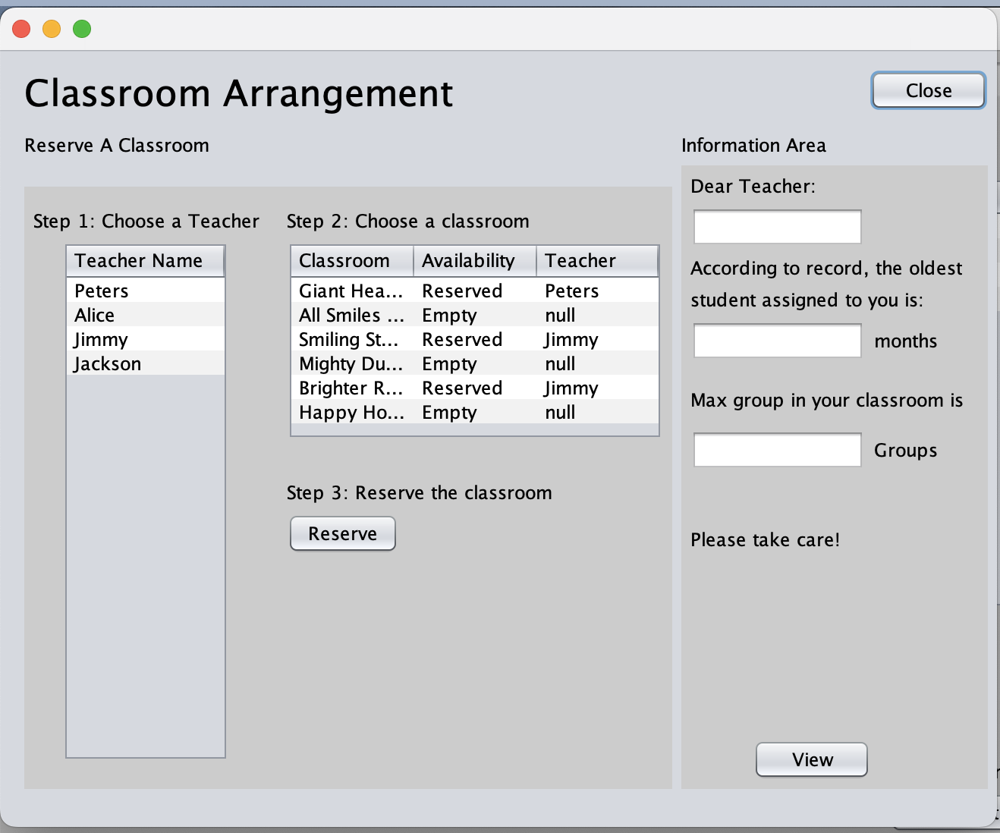 Classroom Arrangement
Close
Reserve A Classroom
Step 1: Choose a Teacher
Teacher Name
Peters
Alice
Jimmy
Jackson
Step 2: Choose a classroom
Classroom Availability Teacher
Giant Hea... Reserved Peters
All Smiles ... Empty null
Smiling St... Reserved Jimmy
Mighty Du... Empty null
Brighter R... Reserved Jimmy
Happy Ho... Empty null
Step 3: Reserve the classroom
Reserve
Information Area
Dear Teacher:
According to record, the oldest
student assigned to you is:
months
Max group in your classroom is
Groups
Please take care!
View